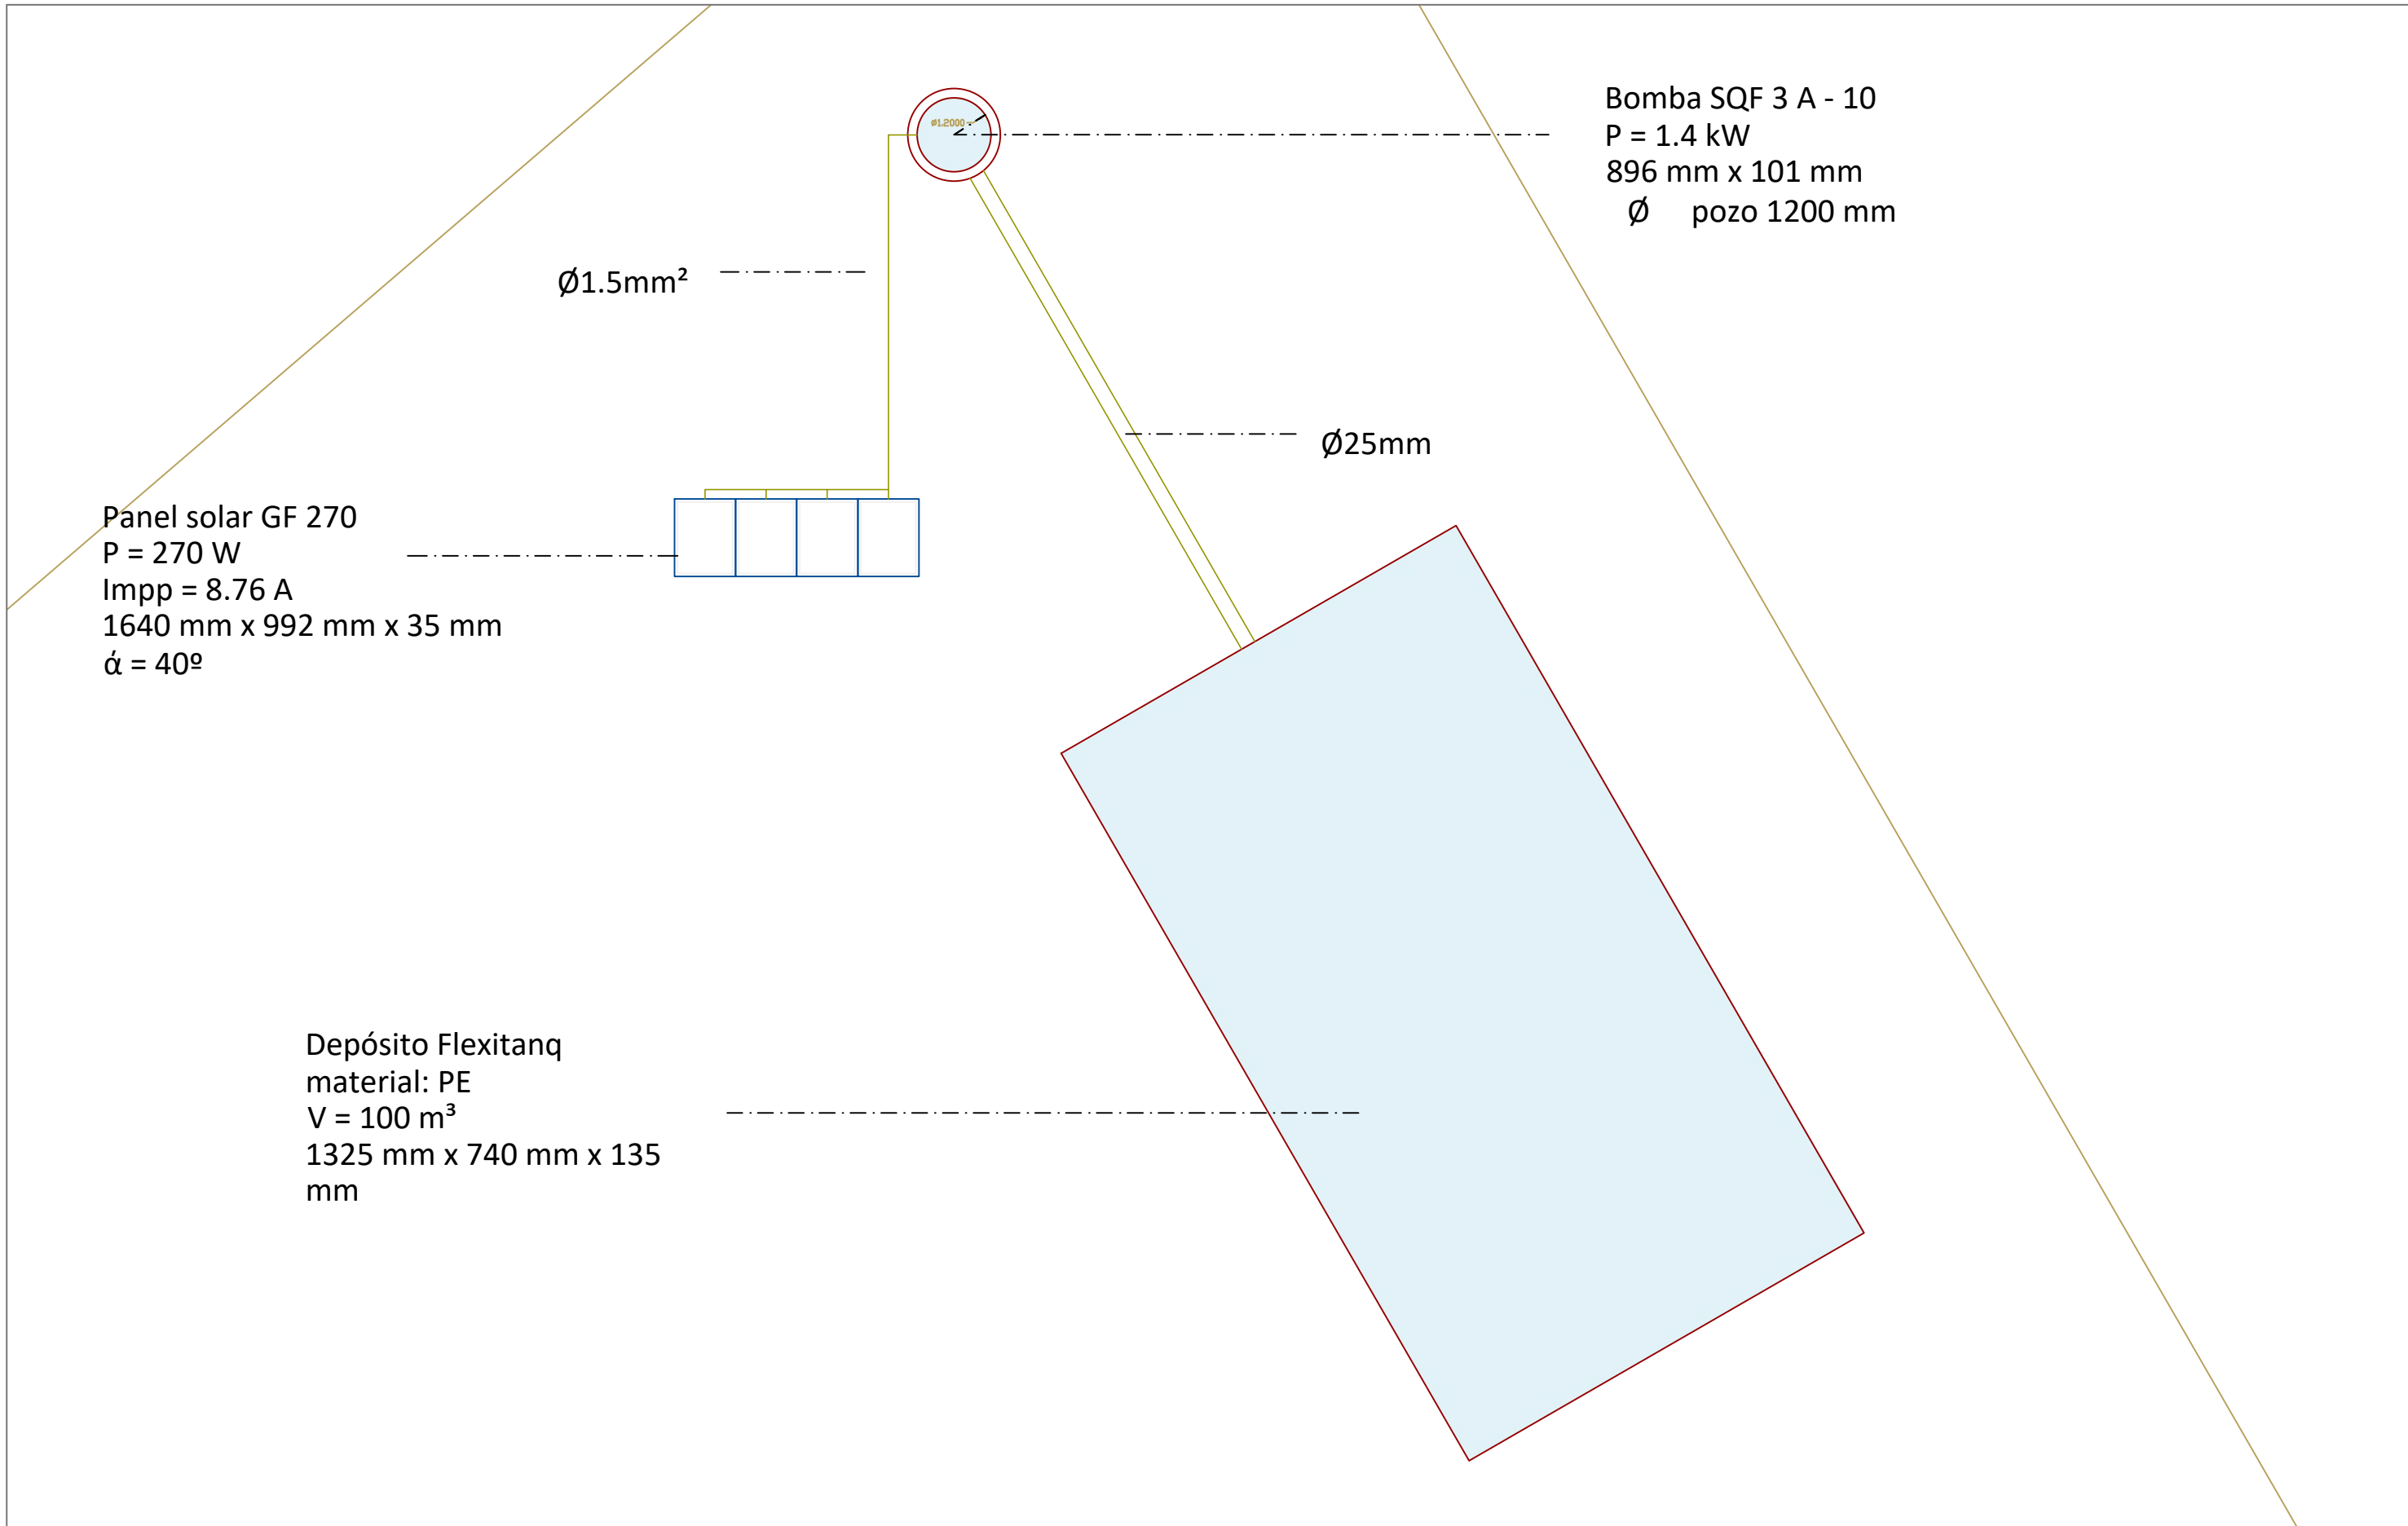 Bomba SQF 3 A - 10
P = 1.4 kW
896 mm x 101 mm
Ø pozo 1200 mm
ø1.2000
Ø1.5mm²
Ø25mm
Panel solar GF 270
P = 270 W
Impp = 8.76 A
1640 mm x 992 mm x 35 mm
ά = 40º
Depósito Flexitanq
material: PE
V = 100 m³
1325 mm x 740 mm x 135
mm